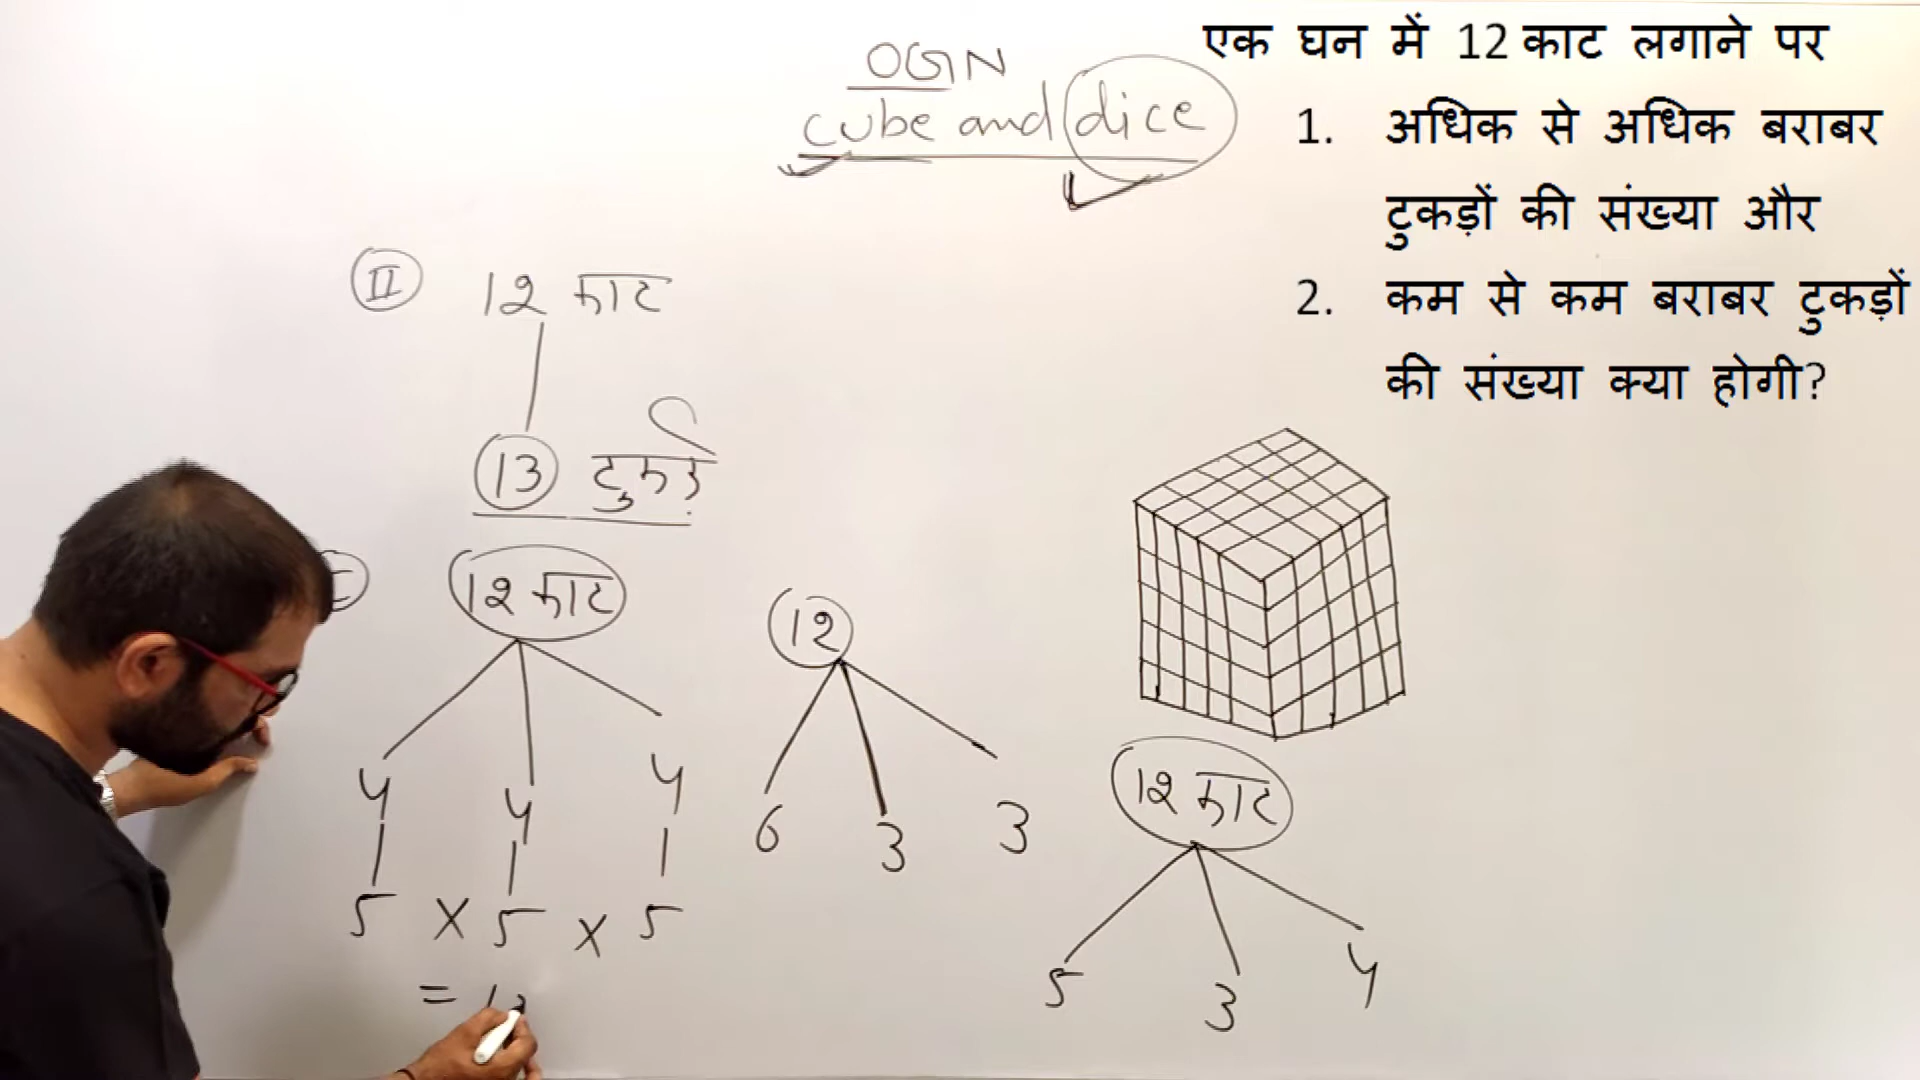 OGN
cube and dice
एक घन में 12 काट लगाने पर
1. अधिक से अधिक बराबर
टुकड़ों की संख्या और
2. कम से कम बराबर टुकड़ों
की संख्या क्या होगी?
II 12 काट
13 टुकड़े
12 काट
4 4 4
5 x 5 x 5
= 12
12
6 3 3
12 काट
5 3 4